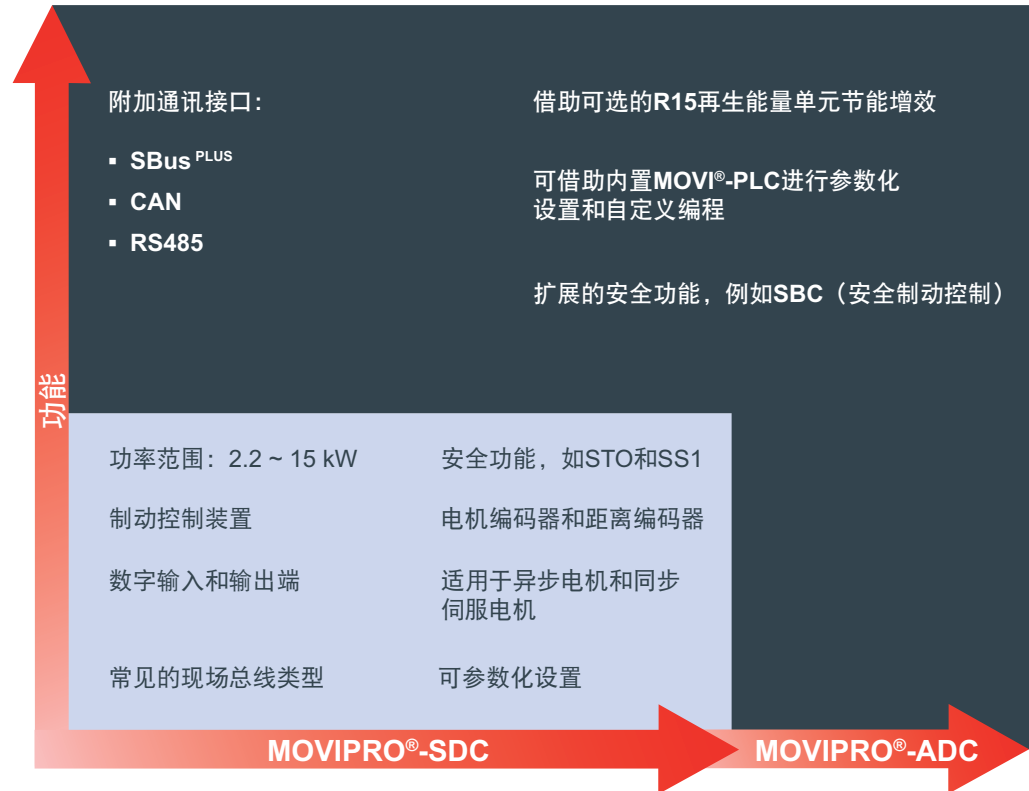 附加通讯接口：
▪ SBus PLUS
▪ CAN
▪ RS485
借助可选的R15再生能量单元节能增效
可借助内置MOVI®-PLC进行参数化
设置和自定义编程
扩展的安全功能，例如SBC（安全制动控制）
功能
功率范围：2.2 ~ 15 kW
制动控制装置
数字输入和输出端
常见的现场总线类型
安全功能，如STO和SS1
电机编码器和距离编码器
适用于异步电机和同步
伺服电机
可参数化设置
MOVIPRO®-SDC
MOVIPRO®-ADC